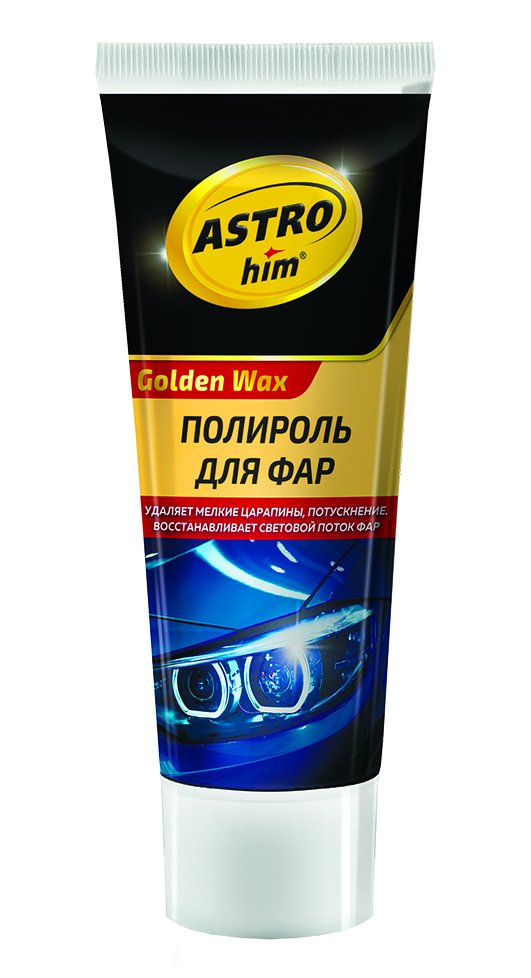 ASTRO
him®
Golden Wax
ПОЛИРОЛЬ
ДЛЯ ФАР
УДАЛЯЕТ МЕЛКИЕ ЦАРАПИНЫ, ПОТУСКНЕНИЕ.
ВОССТАНАВЛИВАЕТ СВЕТОВОЙ ПОТОК ФАР